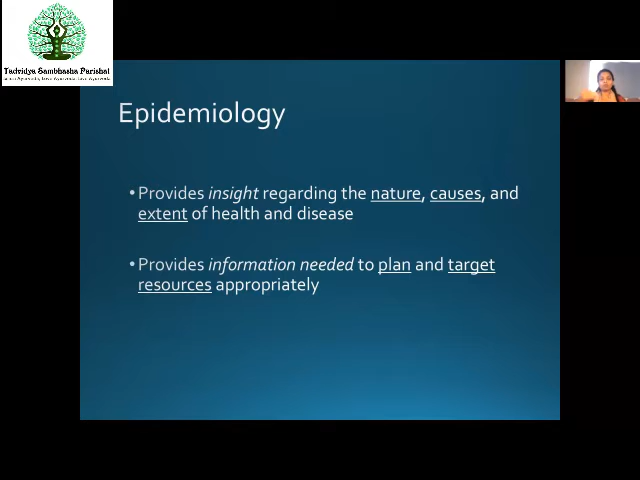 Tadvidya Sambhasha Parishat
Epidemiology
•Provides insight regarding the nature, causes, and
extent of health and disease
•Provides information needed to plan and target
resources appropriately